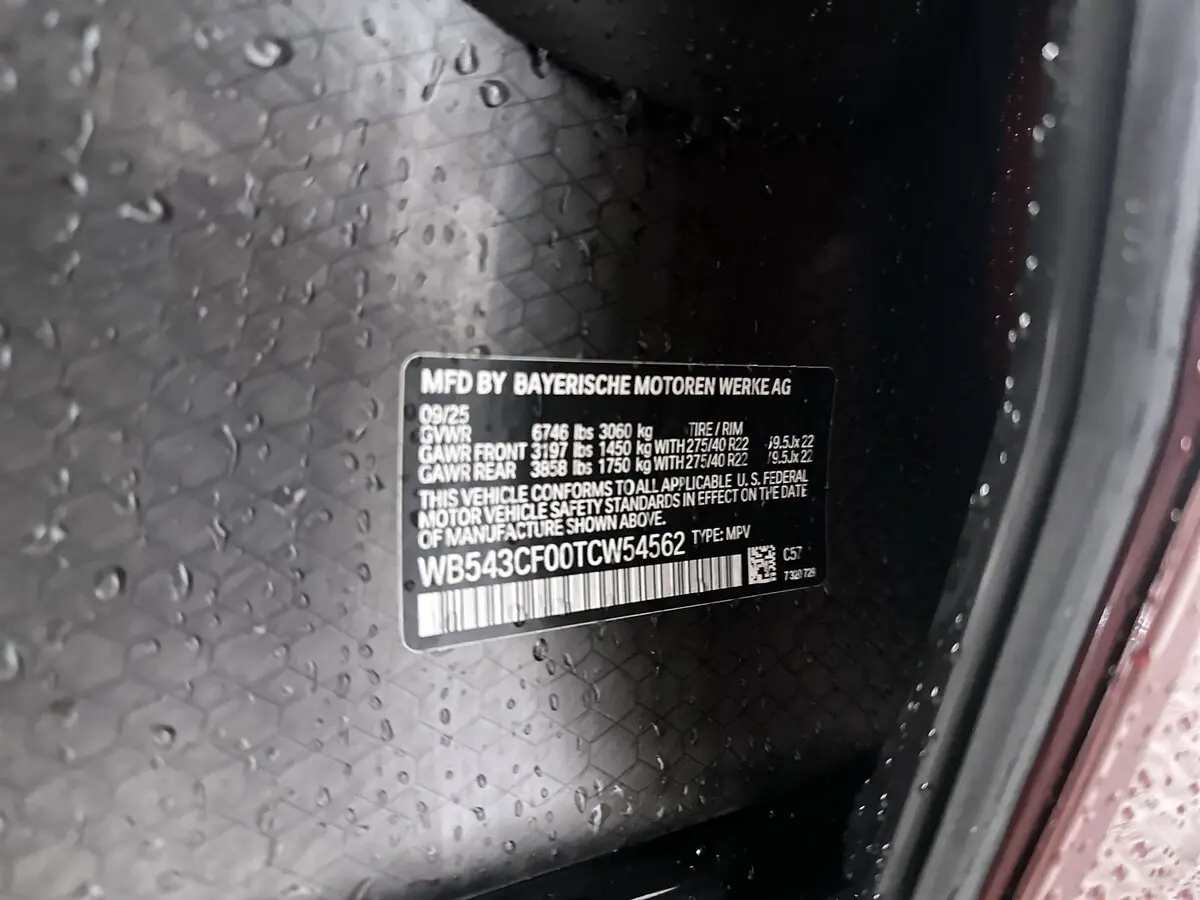 MFD BY BAYERISCHE MOTOREN WERKE AG
09/25
GVWR 6746 lbs 3060 kg TIRE / RIM
GAWR FRONT 3197 lbs 1450 kg WITH 275/40 R22 /9.5Jx22
GAWR REAR 3858 lbs 1750 kg WITH 275/40 R22 /9.5Jx22
THIS VEHICLE CONFORMS TO ALL APPLICABLE U. S. FEDERAL
MOTOR VEHICLE SAFETY STANDARDS IN EFFECT ON THE DATE
OF MANUFACTURE SHOWN ABOVE.
WB543CF00TCW54562 TYPE: MPV
C57
7320729